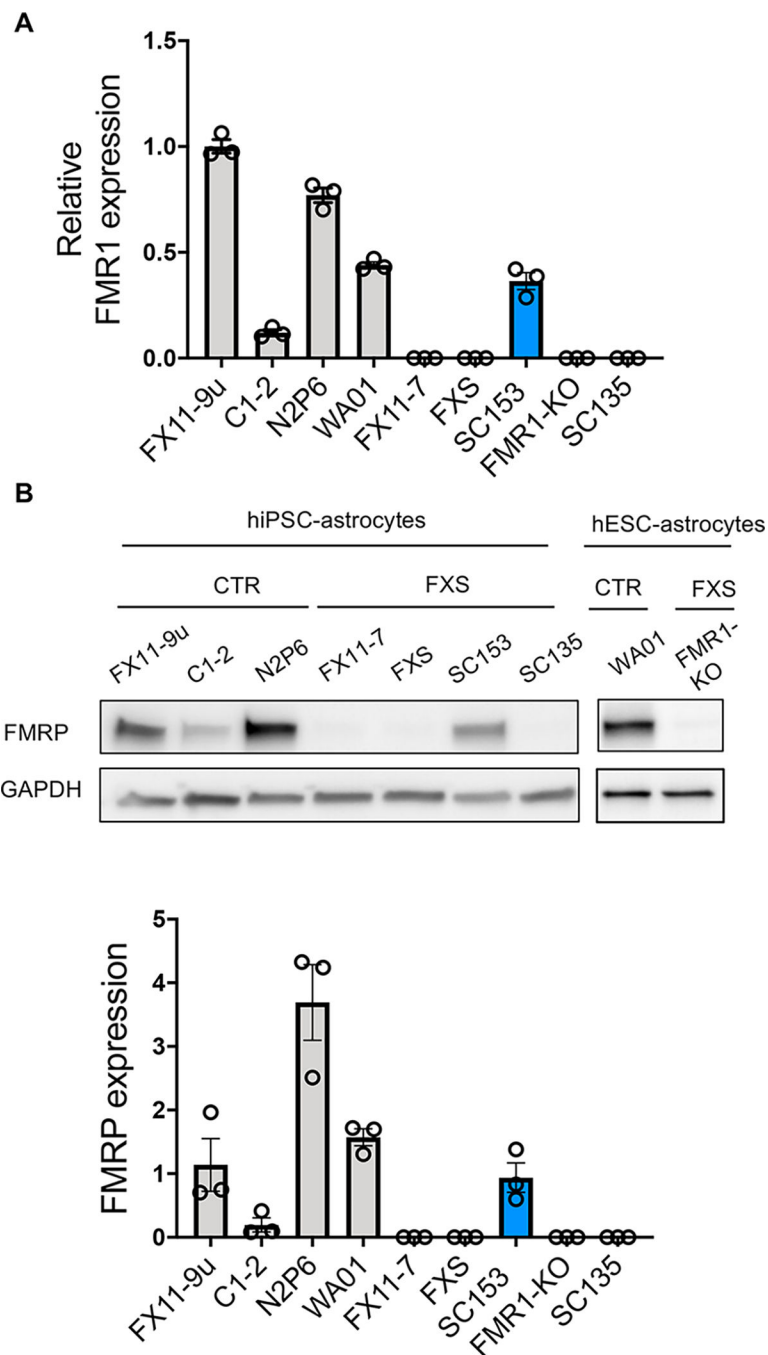 A
1.5
1.0
0.5
0.0
Relative
FMR1 expression
FX11-9u
C1-2
N2P6
WA01
FX11-7
FXS
SC153
FMR1-KO
SC135
B
hiPSC-astrocytes
hESC-astrocytes
CTR
FXS
CTR
FXS
FX11-9u
C1-2
N2P6
FX11-7
FXS
SC153
SC135
WA01
FMR1-
KO
FMRP
GAPDH
5
4
3
2
1
0
FMRP expression
FX11-9u
C1-2
N2P6
WA01
FX11-7
FXS
SC153
FMR1-KO
SC135